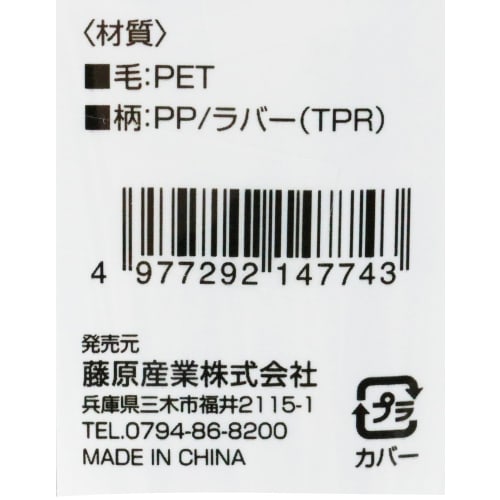 〈材質〉
■毛:PET
■柄:PP/ラバー(TPR)
4 977292 147743
発売元
藤原産業株式会社
兵庫県三木市福井2115-1
TEL.0794-86-8200
MADE IN CHINA
プラ
カバー